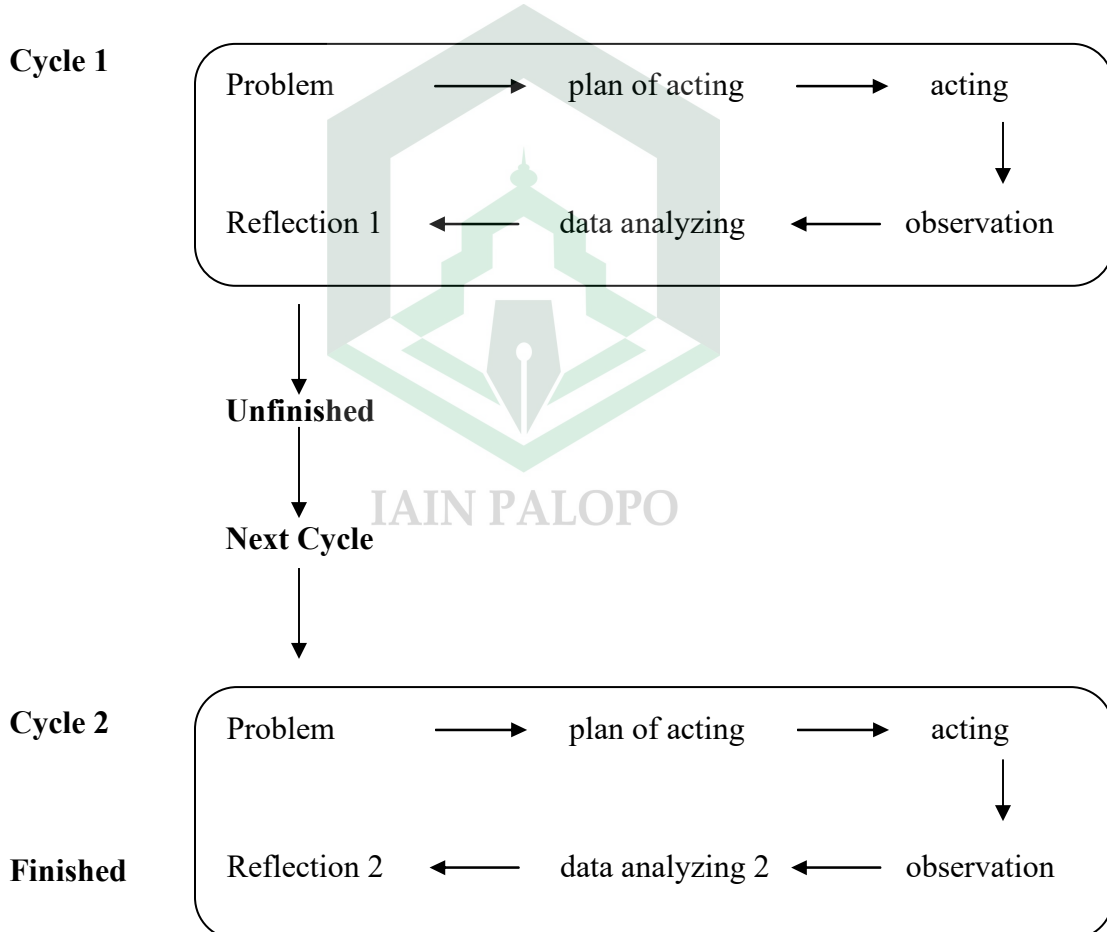 Cycle 1
Problem plan of acting acting
Reflection 1 data analyzing observation
Unfinished
IAIN PALOPO
Next Cycle
Cycle 2
Problem plan of acting acting
Finished Reflection 2 data analyzing 2 observation